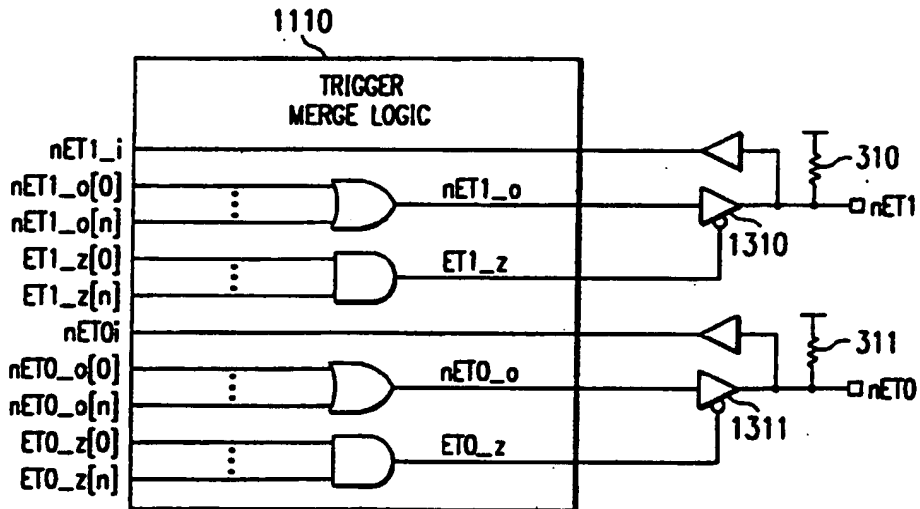 1110
TRIGGER
MERGE LOGIC
nET1_i
310
nET1_o[0]
nET1_o
nET1
nET1_o[n]
1310
ET1_z[0]
ET1_z
ET1_z[n]
nET0i
311
nET0_o[0]
nET0_o
nET0
nET0_o[n]
1311
ET0_z[0]
ET0_z
ET0_z[n]